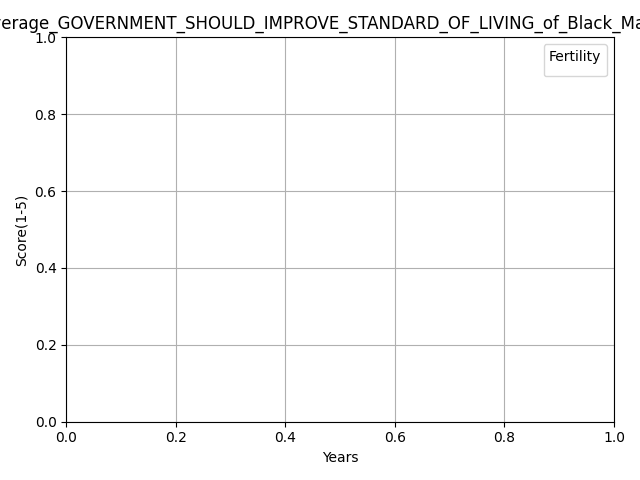 verage_GOVERNMENT_SHOULD_IMPROVE_STANDARD_OF_LIVING_of_Black_Ma
Fertility
1.0
0.8
0.6
0.4
0.2
0.0
Score(1-5)
0.0 0.2 0.4 0.6 0.8 1.0
Years